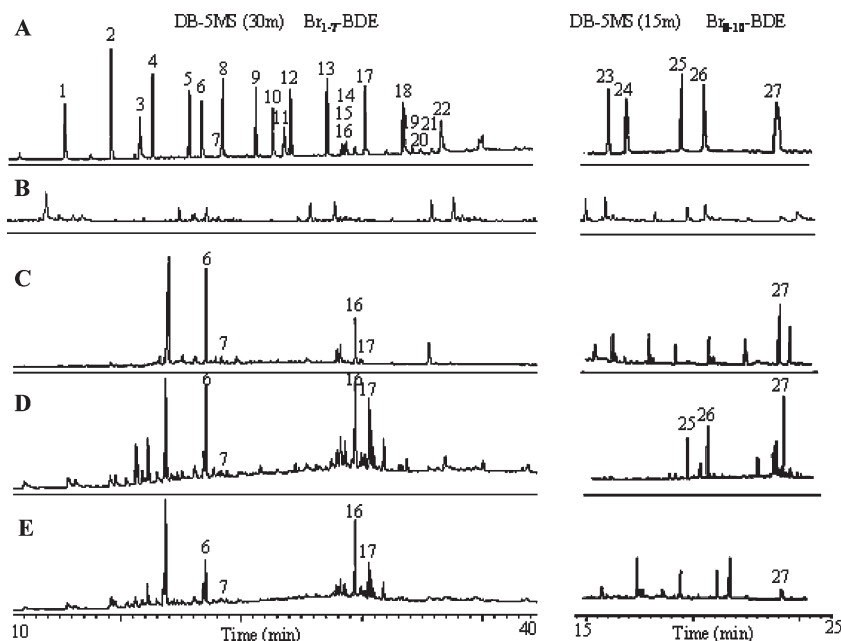 DB-5MS (30m) Br1-7-BDE DB-5MS (15m) Br8-10-BDE
A
1 2 3 4 5 6 7 8 9 10 11 12 13 14 15 16 17 18 19 20 21 22
23 24 25 26 27
B
C
6 7 16 17 27
D
6 7 16 17 25 26 27
E
6 7 16 17 27
10 Time (min) 40 15 Time (min) 25